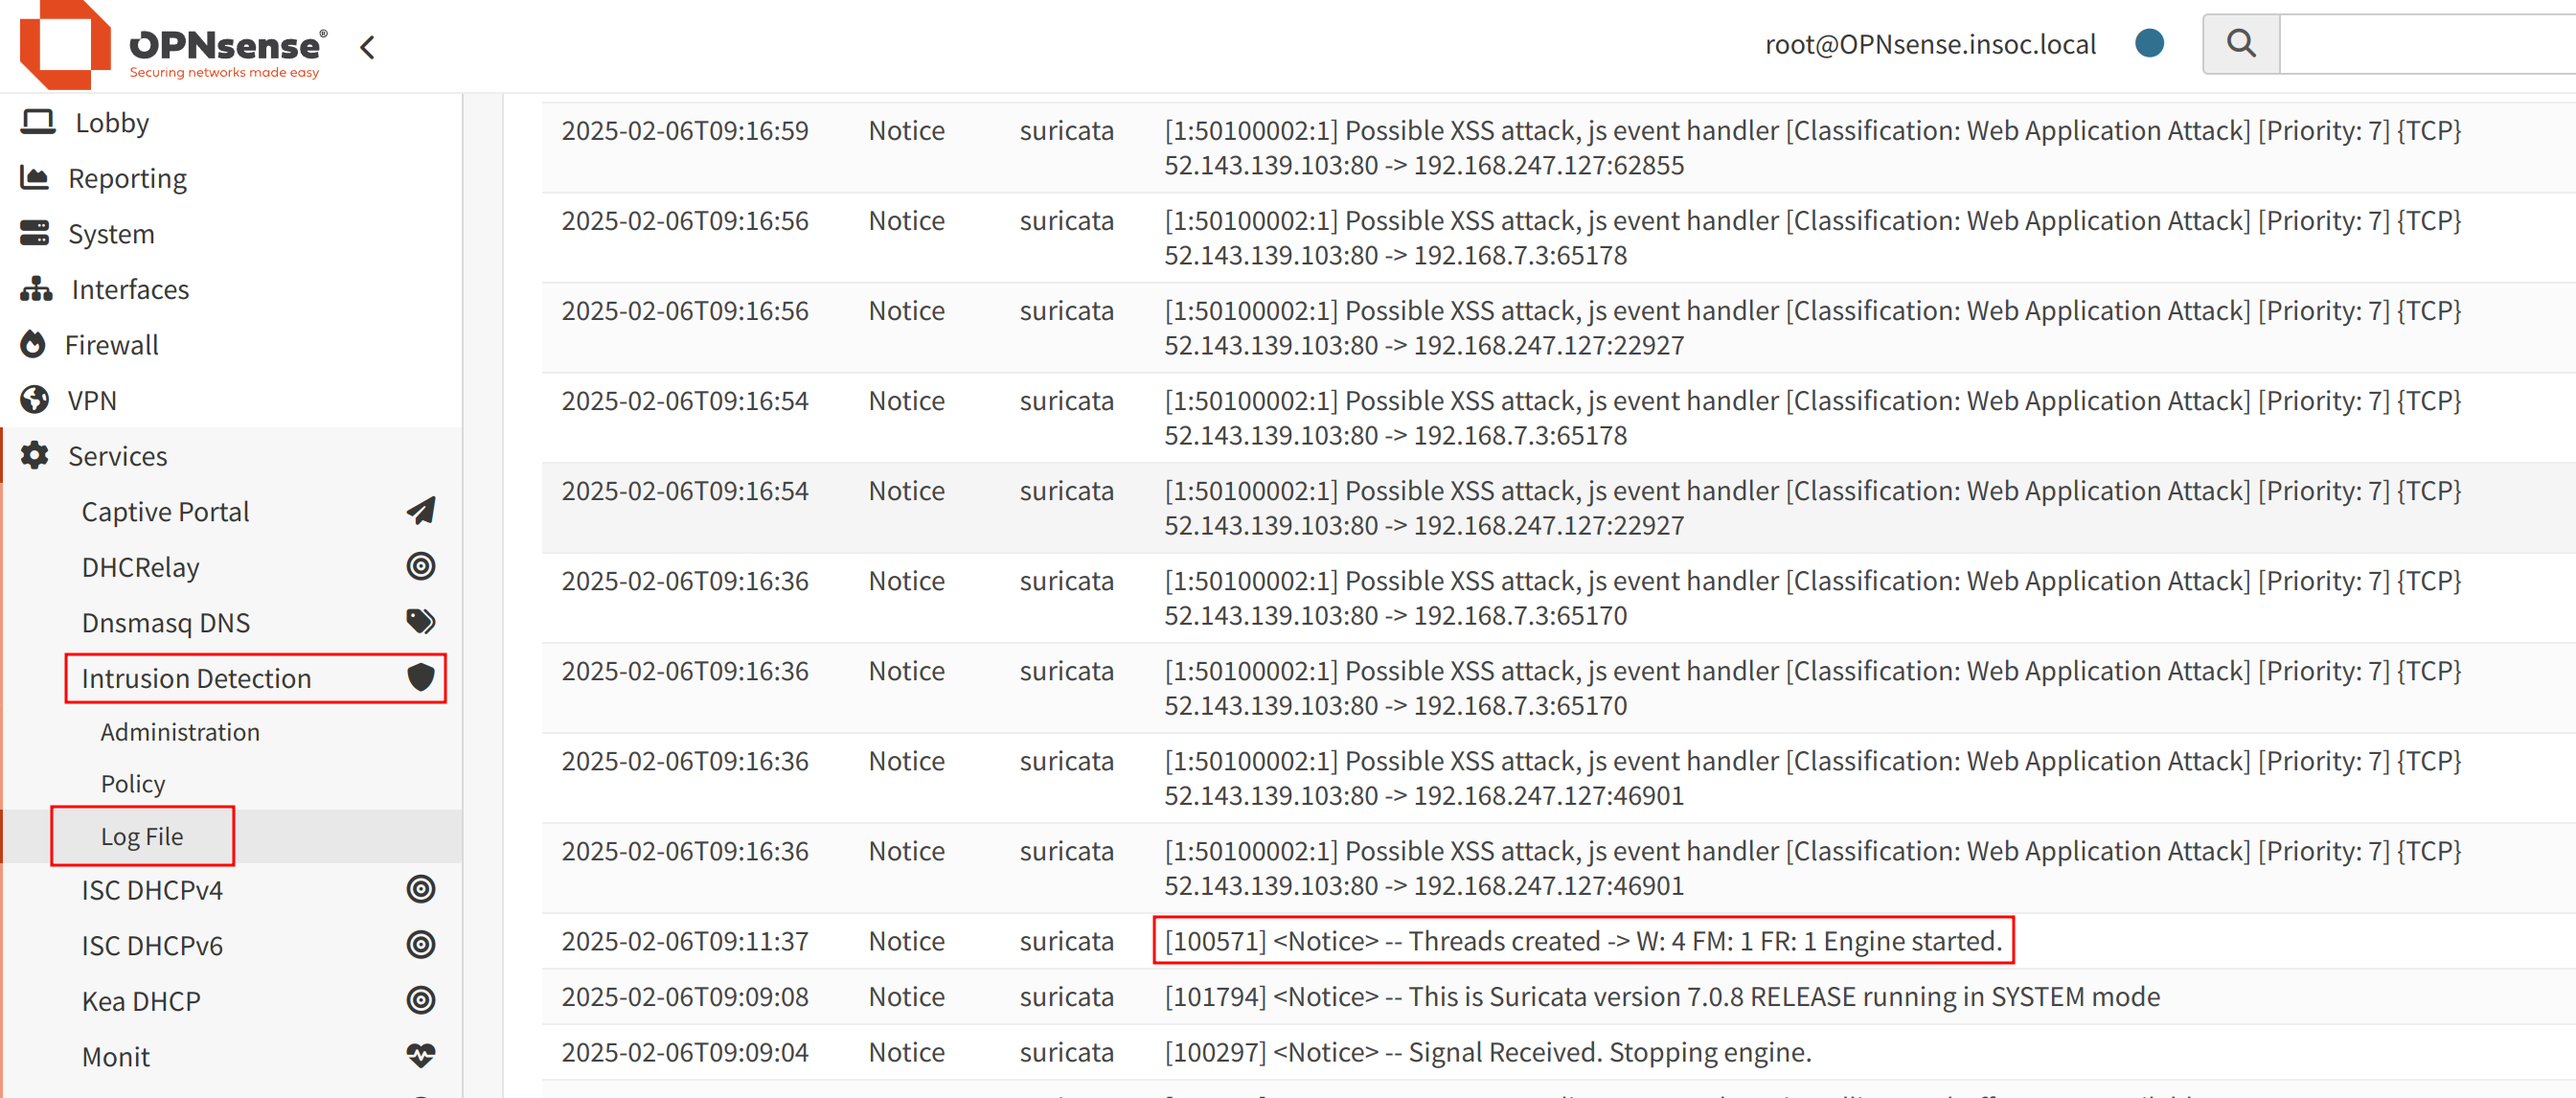 OPNsense®
Securing networks made easy
root@OPNsense.insoc.local
Lobby
Reporting
System
Interfaces
Firewall
VPN
Services
Captive Portal
DHCRelay
Dnsmasq DNS
Intrusion Detection
Administration
Policy
Log File
ISC DHCPv4
ISC DHCPv6
Kea DHCP
Monit
2025-02-06T09:16:59 Notice suricata [1:50100002:1] Possible XSS attack, js event handler [Classification: Web Application Attack] [Priority: 7] {TCP}
52.143.139.103:80 -> 192.168.247.127:62855
2025-02-06T09:16:56 Notice suricata [1:50100002:1] Possible XSS attack, js event handler [Classification: Web Application Attack] [Priority: 7] {TCP}
52.143.139.103:80 -> 192.168.7.3:65178
2025-02-06T09:16:56 Notice suricata [1:50100002:1] Possible XSS attack, js event handler [Classification: Web Application Attack] [Priority: 7] {TCP}
52.143.139.103:80 -> 192.168.247.127:22927
2025-02-06T09:16:54 Notice suricata [1:50100002:1] Possible XSS attack, js event handler [Classification: Web Application Attack] [Priority: 7] {TCP}
52.143.139.103:80 -> 192.168.7.3:65178
2025-02-06T09:16:54 Notice suricata [1:50100002:1] Possible XSS attack, js event handler [Classification: Web Application Attack] [Priority: 7] {TCP}
52.143.139.103:80 -> 192.168.247.127:22927
2025-02-06T09:16:36 Notice suricata [1:50100002:1] Possible XSS attack, js event handler [Classification: Web Application Attack] [Priority: 7] {TCP}
52.143.139.103:80 -> 192.168.7.3:65170
2025-02-06T09:16:36 Notice suricata [1:50100002:1] Possible XSS attack, js event handler [Classification: Web Application Attack] [Priority: 7] {TCP}
52.143.139.103:80 -> 192.168.7.3:65170
2025-02-06T09:16:36 Notice suricata [1:50100002:1] Possible XSS attack, js event handler [Classification: Web Application Attack] [Priority: 7] {TCP}
52.143.139.103:80 -> 192.168.247.127:46901
2025-02-06T09:16:36 Notice suricata [1:50100002:1] Possible XSS attack, js event handler [Classification: Web Application Attack] [Priority: 7] {TCP}
52.143.139.103:80 -> 192.168.247.127:46901
2025-02-06T09:11:37 Notice suricata [100571] <Notice> -- Threads created -> W: 4 FM: 1 FR: 1 Engine started.
2025-02-06T09:09:08 Notice suricata [101794] <Notice> -- This is Suricata version 7.0.8 RELEASE running in SYSTEM mode
2025-02-06T09:09:04 Notice suricata [100297] <Notice> -- Signal Received. Stopping engine.